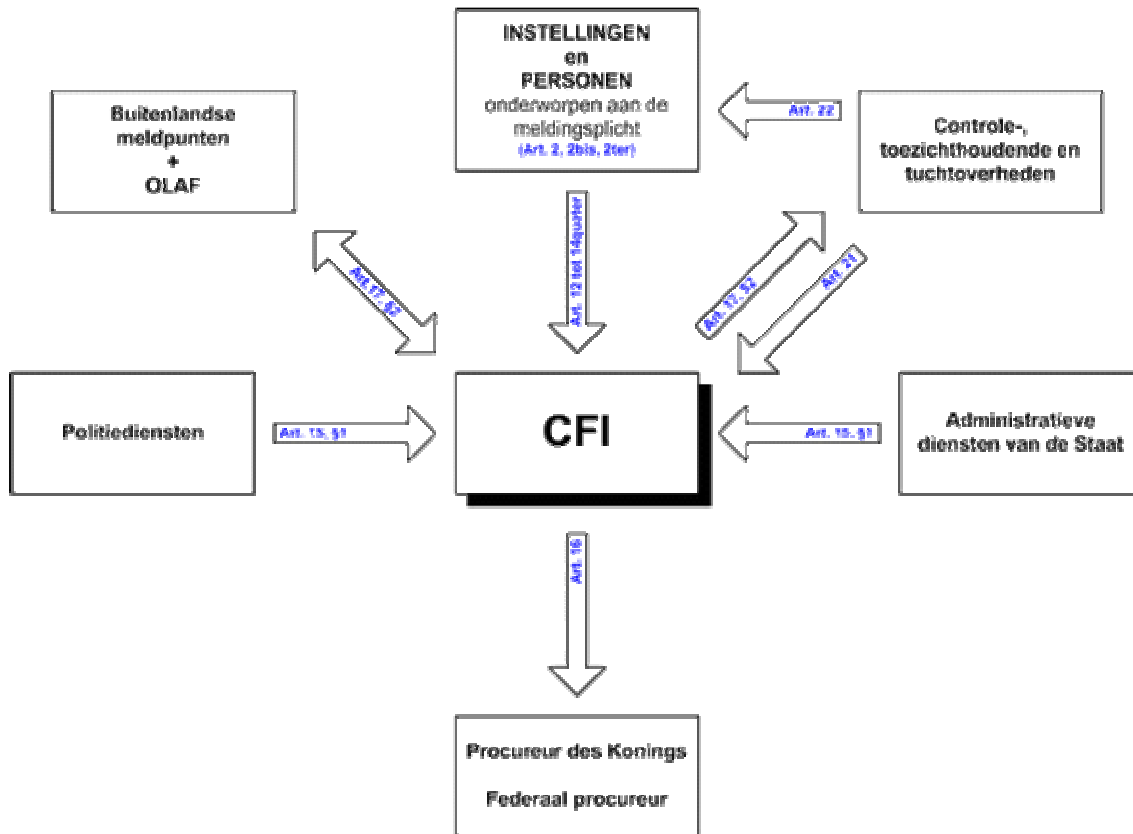 INSTELLINGEN
en
PERSONEN
onderworpen aan de
meldingsplicht
(Art. 2, 2bis, 2ter)
Buitenlandse
meldpunten
+
OLAF
Art. 22
Controle-,
toezichthoudende en
tuchtoverheden
Art.17, §2
Art. 12 tot 14quater
Art. 17, §2
Art. 21
Politiediensten
Art. 15, §1
CFI
Art. 15, §1
Administratieve
diensten van de Staat
Art. 16
Procureur des Konings
Federaal procureur